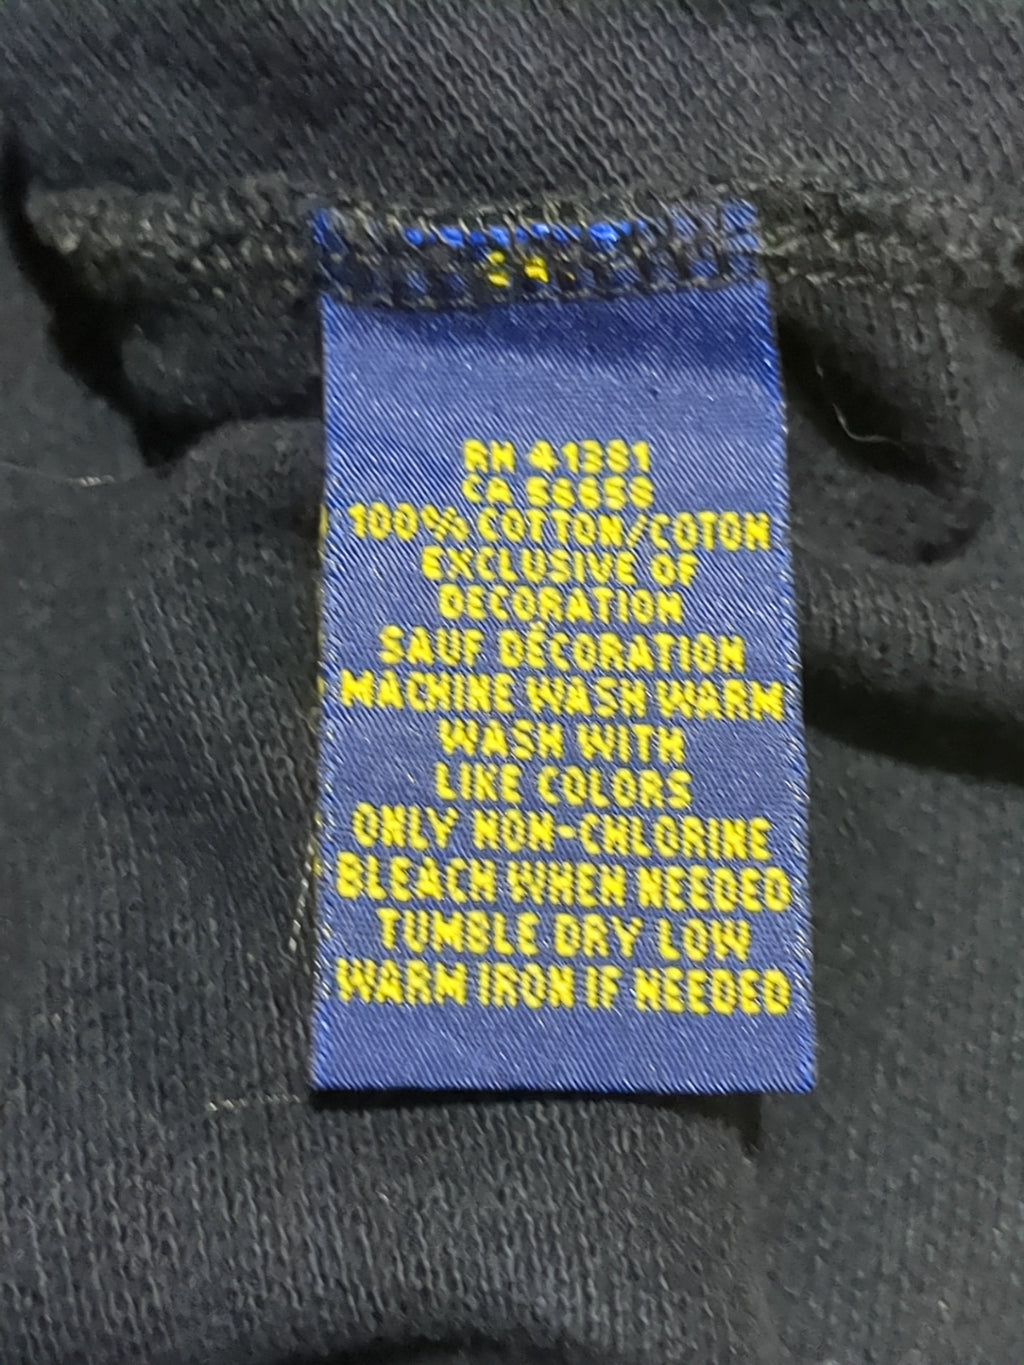 RN 41381
CA 56658
100% COTTON/COTON
EXCLUSIVE OF
DECORATION
SAUF DÉCORATION
MACHINE WASH WARM
WASH WITH
LIKE COLORS
ONLY NON-CHLORINE
BLEACH WHEN NEEDED
TUMBLE DRY LOW
WARM IRON IF NEEDED